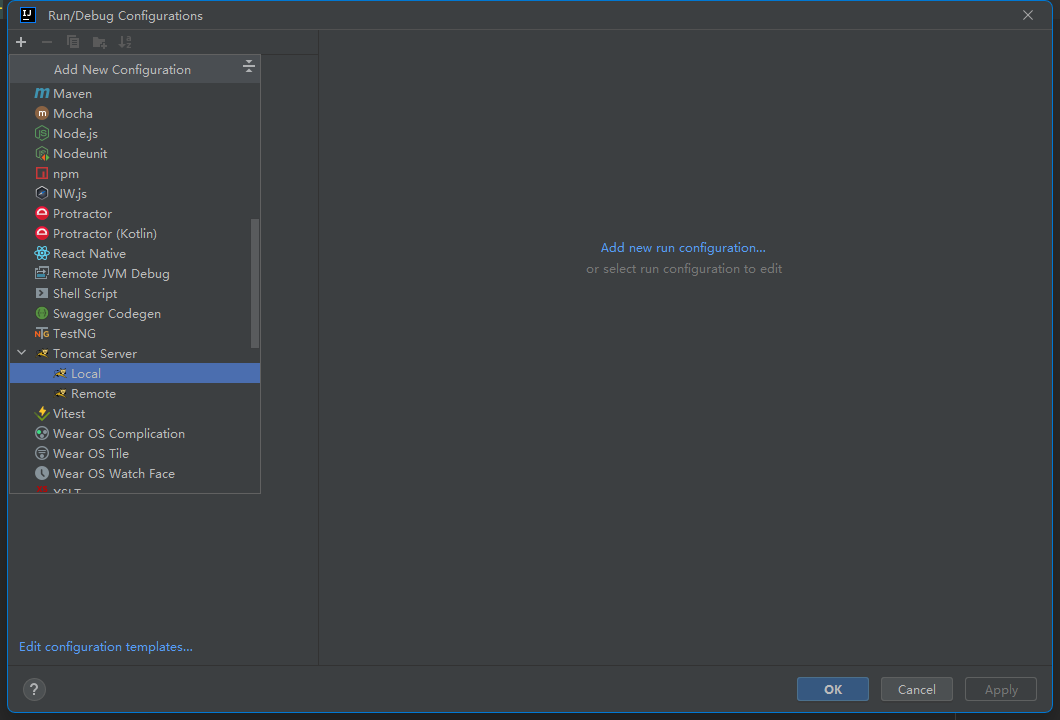 Run/Debug Configurations
Add New Configuration
Maven
Mocha
Node.js
Nodeunit
npm
NW.js
Protractor
Protractor (Kotlin)
React Native
Remote JVM Debug
Shell Script
Swagger Codegen
TestNG
Tomcat Server
Local
Remote
Vitest
Wear OS Complication
Wear OS Tile
Wear OS Watch Face
XSLT
Add new run configuration...
or select run configuration to edit
Edit configuration templates...
?
OK
Cancel
Apply